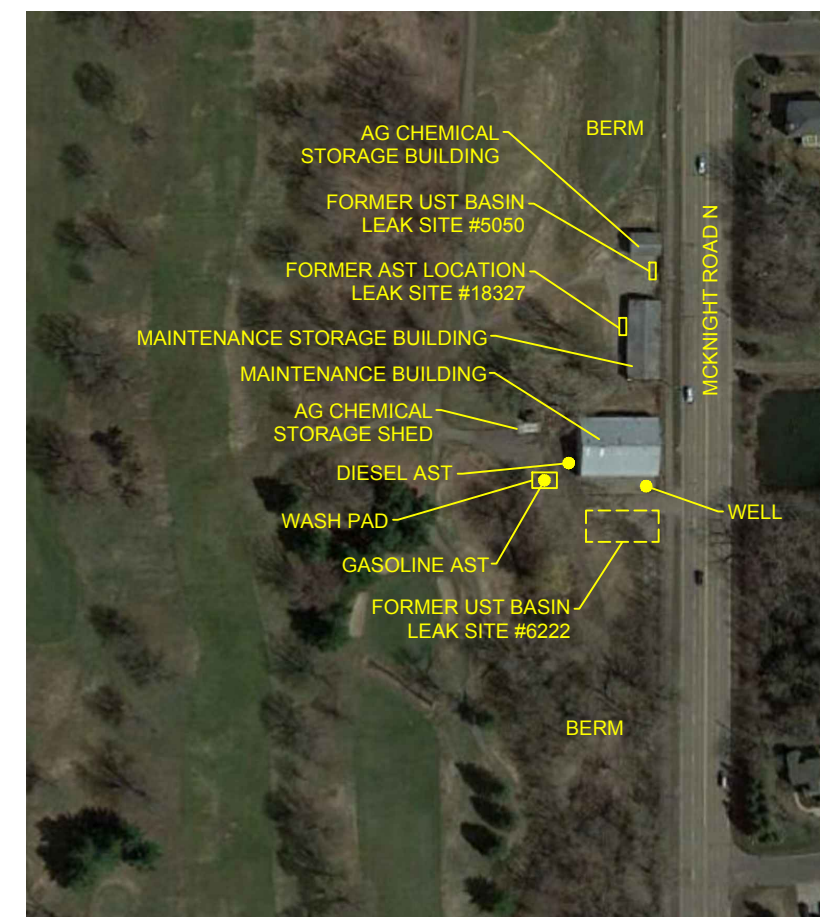 BERM
AG CHEMICAL
STORAGE BUILDING
FORMER UST BASIN
LEAK SITE #5050
MCKNIGHT ROAD N
FORMER AST LOCATION
LEAK SITE #18327
MAINTENANCE STORAGE BUILDING
MAINTENANCE BUILDING
AG CHEMICAL
STORAGE SHED
DIESEL AST
WELL
WASH PAD
GASOLINE AST
FORMER UST BASIN
LEAK SITE #6222
BERM